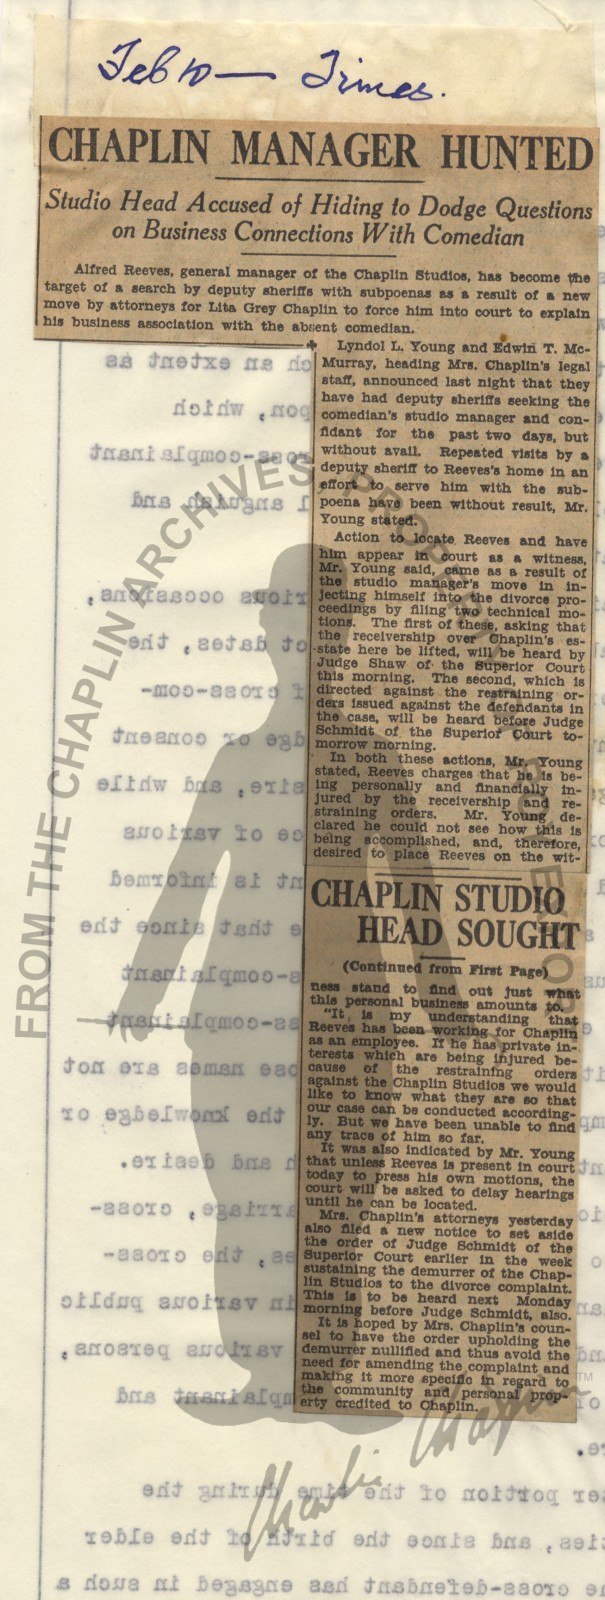 Feb 10 — Times.
CHAPLIN MANAGER HUNTED
Studio Head Accused of Hiding to Dodge Questions
on Business Connections With Comedian
Alfred Reeves, general manager of the Chaplin Studios, has become the
target of a search by deputy sheriffs with subpoenas as a result of a new
move by attorneys for Lita Grey Chaplin to force him into court to explain
his business association with the absent comedian.
Lyndol L. Young and Edwin T. Mc-
Murray, heading Mrs. Chaplin's legal
staff, announced last night that they
have had deputy sheriffs seeking the
comedian's studio manager and con-
fidant for the past two days, but
without avail. Repeated visits by a
deputy sheriff to Reeves's home in an
effort to serve him with the sub-
poena have been without result, Mr.
Young stated.
Action to locate Reeves and have
him appear in court as a witness,
Mr. Young said, came as a result of
the studio manager's move in in-
jecting himself into the divorce pro-
ceedings by filing two technical mo-
tions. The first of these, asking that
the receivership over Chaplin's es-
state here be lifted, will be heard by
Judge Shaw of the Superior Court
this morning. The second, which is
directed against the restraining or-
ders issued against the defendants in
the case, will be heard before Judge
Schmidt of the Superior Court to-
morrow morning.
In both these actions, Mr. Young
stated, Reeves charges that he is be-
ing personally and financially in-
jured by the receivership and re-
straining orders. Mr. Young de-
clared he could not see how this is
being accomplished, and, therefore,
desired to place Reeves on the wit-
CHAPLIN STUDIO
HEAD SOUGHT
(Continued from First Page)
ness stand to find out just what
this personal business amounts to.
"It is my understanding that
Reeves has been working for Chaplin
as an employee. If he has private in-
terests which are being injured be-
cause of the restraining orders
against the Chaplin Studios we would
like to know what they are so that
our case can be conducted according-
ly. But we have been unable to find
any trace of him so far.
It was also indicated by Mr. Young
that unless Reeves is present in court
today to press his own motions, the
court will be asked to delay hearings
until he can be located.
Mrs. Chaplin's attorneys yesterday
also filed a new notice to set aside
the order of Judge Schmidt of the
Superior Court earlier in the week
sustaining the demurrer of the Chap-
lin Studios to the divorce complaint.
This is to be heard next Monday
morning before Judge Schmidt, also.
It is hoped by Mrs. Chaplin's coun-
sel to have the order upholding the
demurrer nullified and thus avoid the
need for amending the complaint and
making it more specific in regard to
the community and personal prop-
erty credited to Chaplin.
FROM THE CHAPLIN ARCHIVES,
Charlie Chaplin
TM